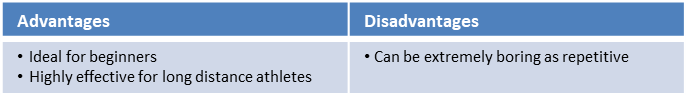 Advantages
Disadvantages
• Ideal for beginners
• Highly effective for long distance athletes
• Can be extremely boring as repetitive